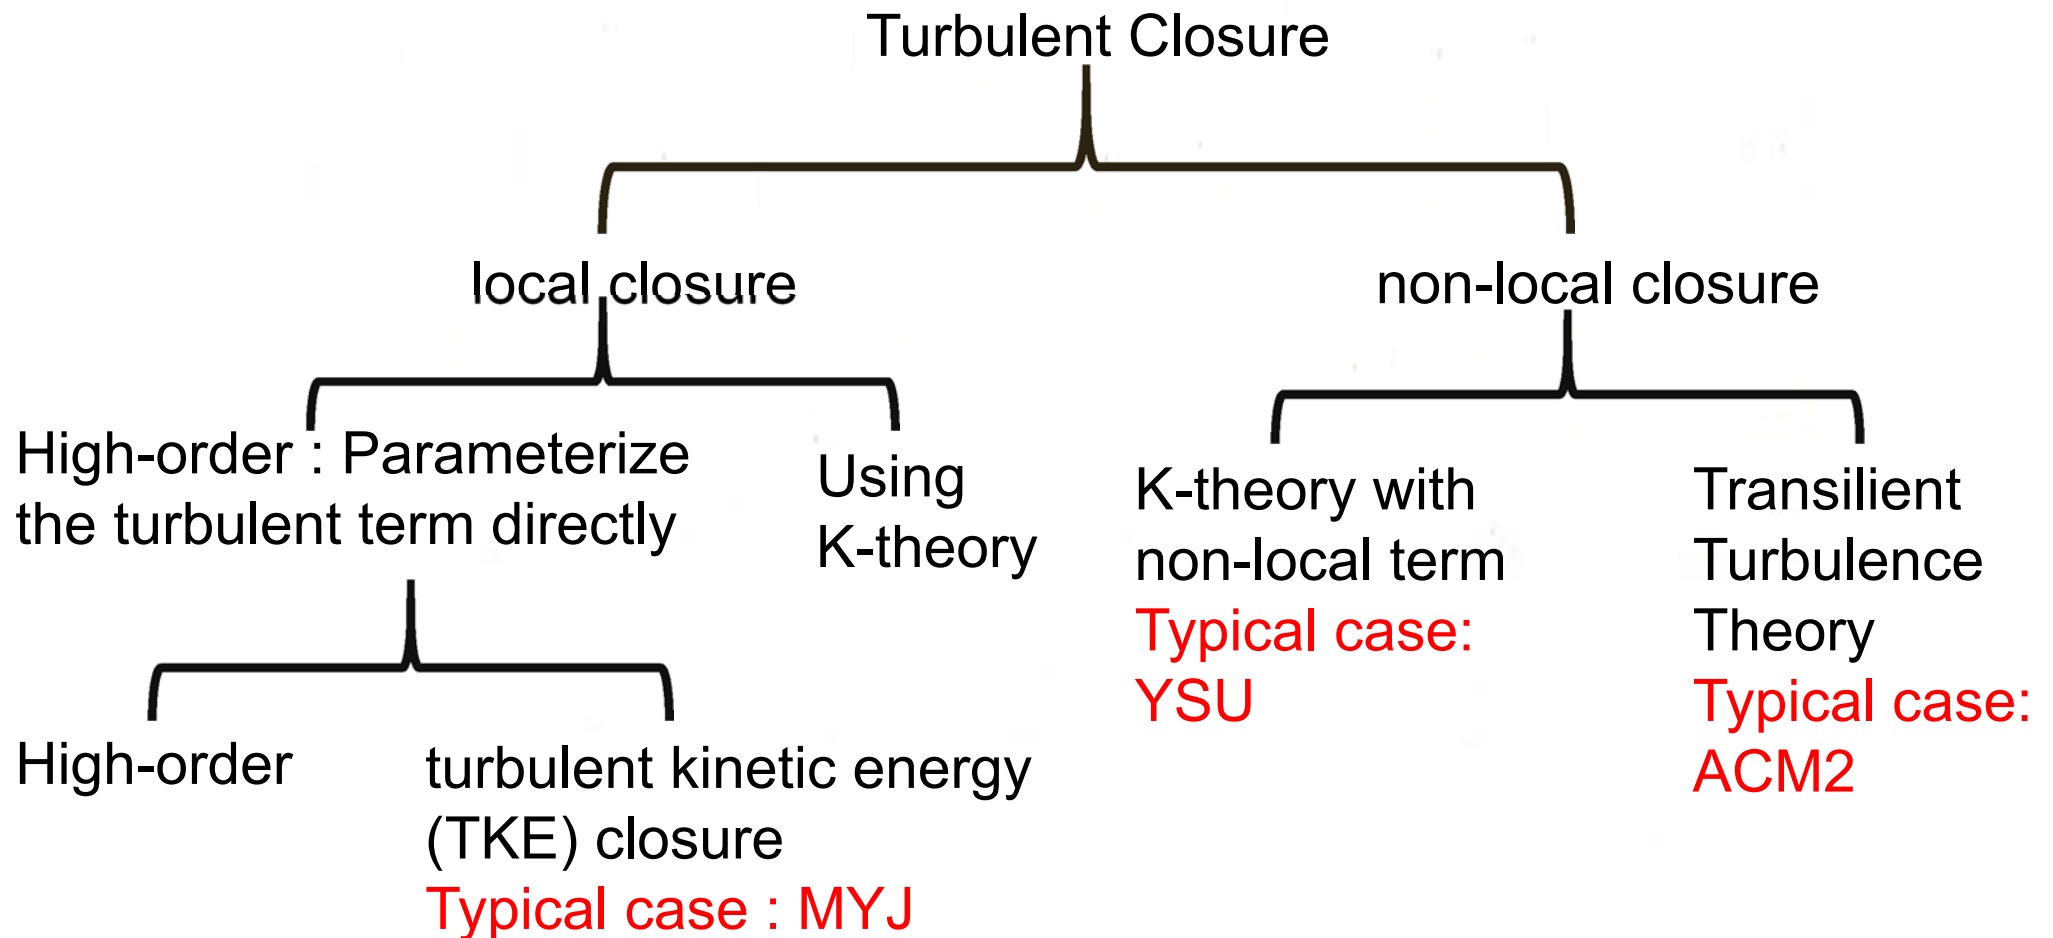 Turbulent Closure
local closure
non-local closure
High-order : Parameterize
the turbulent term directly
Using
K-theory
K-theory with
non-local term
Typical case:
YSU
Transilient
Turbulence
Theory
Typical case:
ACM2
High-order
turbulent kinetic energy
(TKE) closure
Typical case : MYJ